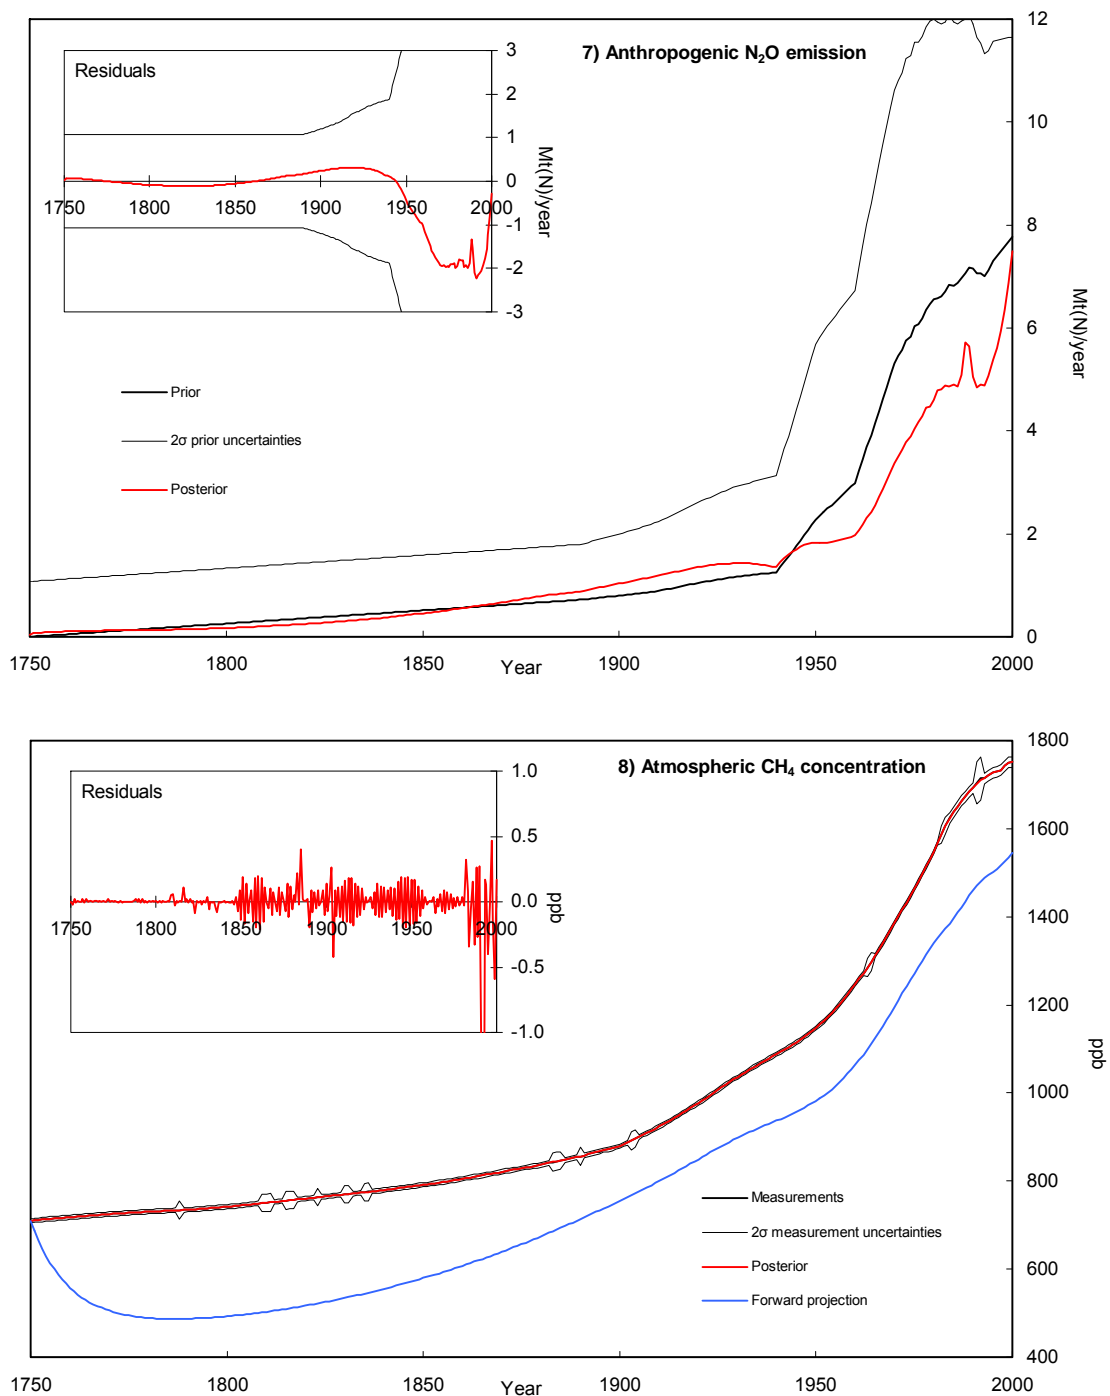 7) Anthropogenic N₂O emission
Residuals
3
2
1
0
-1
-2
-3
Mt(N)/year
1750 1800 1850 1900 1950 2000
Prior
2σ prior uncertainties
Posterior
12
10
8
6
4
2
0
Mt(N)/year
1750 1800 1850 1900 1950 2000
Year
8) Atmospheric CH₄ concentration
Residuals
1.0
0.5
0.0
-0.5
-1.0
ppb
1750 1800 1850 1900 1950 2000
1800
1600
1400
1200
1000
800
600
400
ppb
Measurements
2σ measurement uncertainties
Posterior
Forward projection
1750 1800 1850 1900 1950 2000
Year